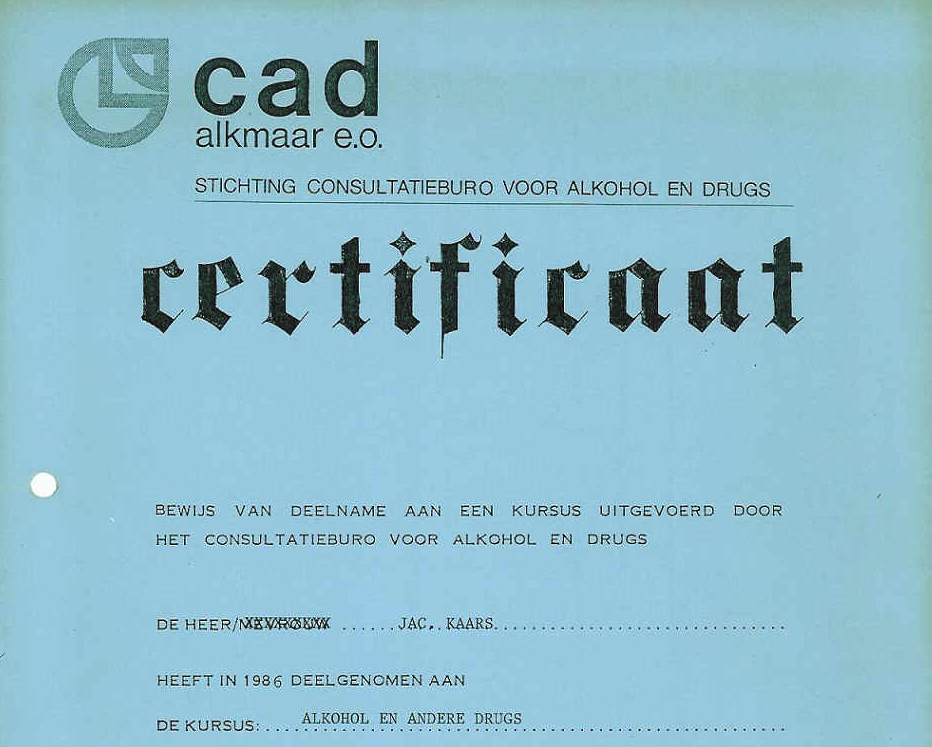 cad
alkmaar e.o.
STICHTING CONSULTATIEBURO VOOR ALKOHOL EN DRUGS
certificaat
BEWIJS VAN DEELNAME AAN EEN KURSUS UITGEVOERD DOOR
HET CONSULTATIEBURO VOOR ALKOHOL EN DRUGS
DE HEER/MEVROUW ......JAC. KAARS................................
HEEFT IN 1986 DEELGENOMEN AAN
DE KURSUS: ALKOHOL EN ANDERE DRUGS